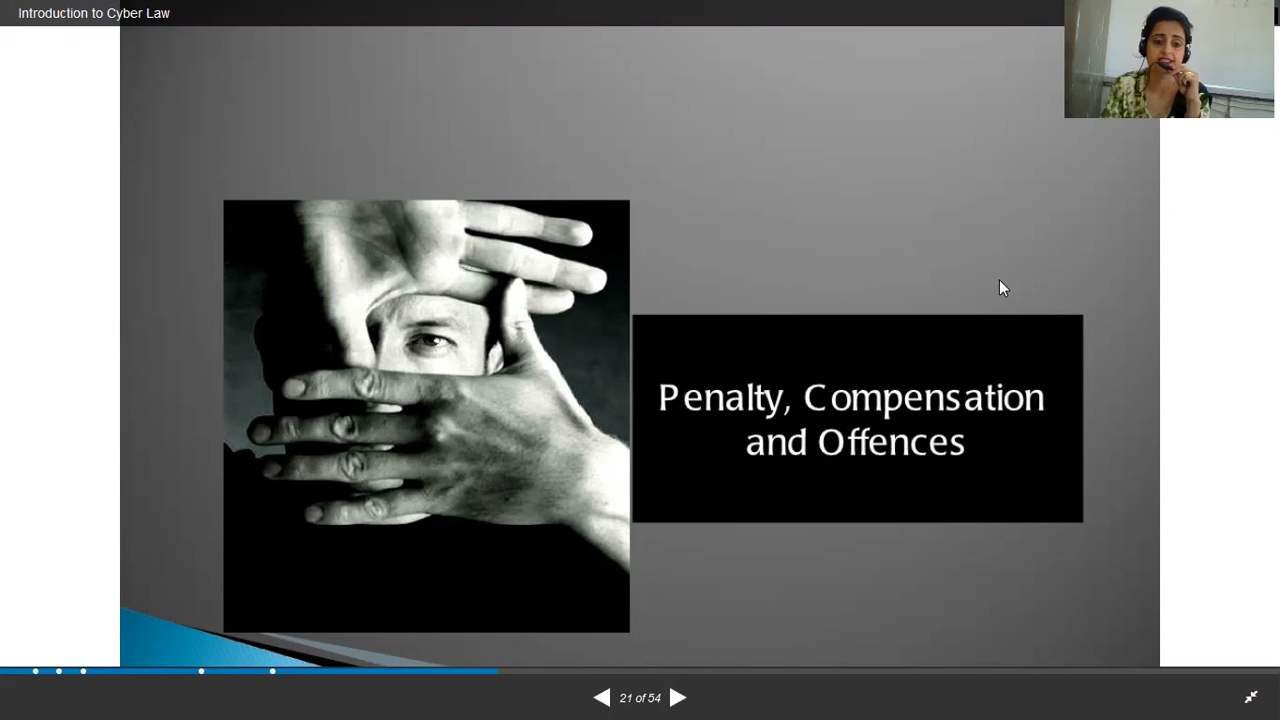 Introduction to Cyber Law
Penalty, Compensation
and Offences
21 of 54